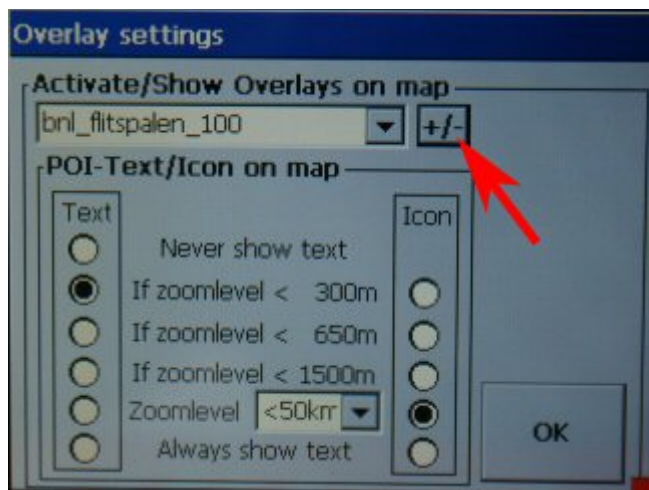 Overlay settings
Activate/Show Overlays on map
bnl_flitspalen_100
+/-
POI-Text/Icon on map
Text
Icon
Never show text
If zoomlevel < 300m
If zoomlevel < 650m
If zoomlevel < 1500m
Zoomlevel <50km
Always show text
OK